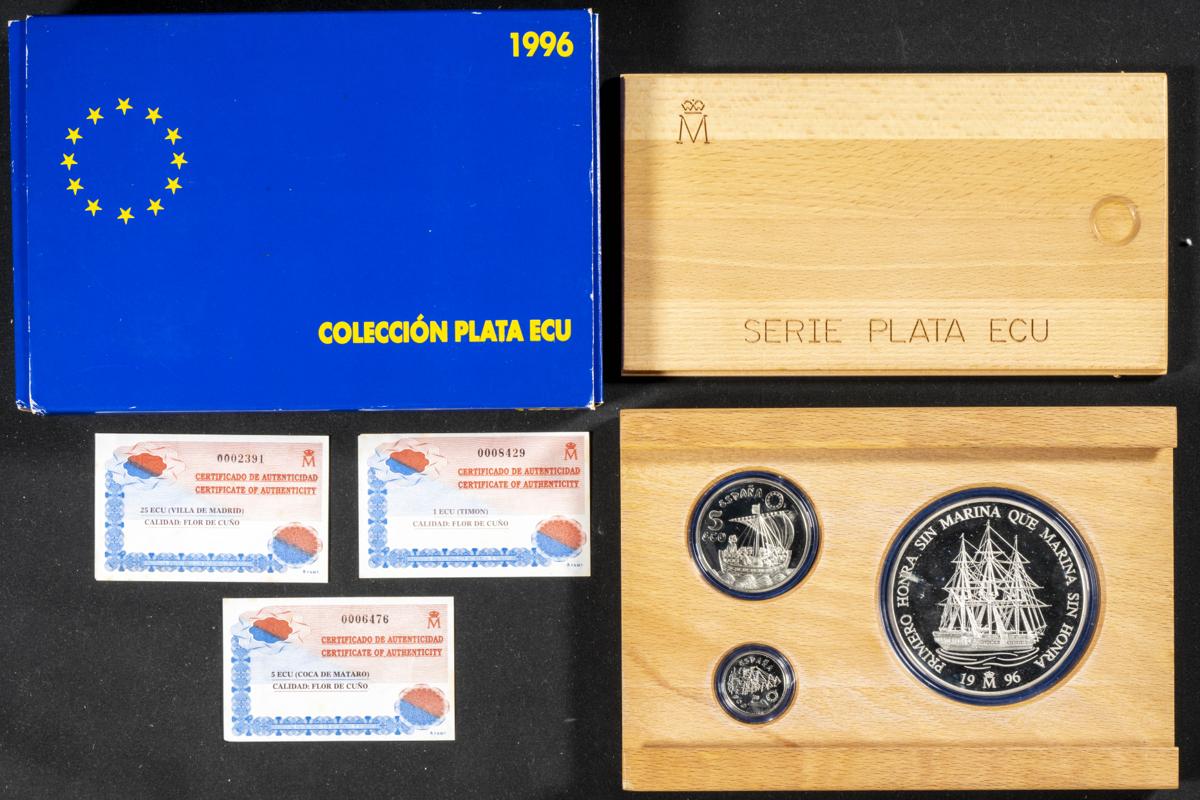 1996
COLECCIÓN PLATA ECU
M
SERIE PLATA ECU
0002391
M
CERTIFICADO DE AUTENTICIDAD
CERTIFICATE OF AUTHENTICITY
25 ECU (VILLA DE MADRID)
CALIDAD: FLOR DE CUÑO
0008429
M
CERTIFICADO DE AUTENTICIDAD
CERTIFICATE OF AUTHENTICITY
1 ECU (TIMON)
CALIDAD: FLOR DE CUÑO
0006476
M
CERTIFICADO DE AUTENTICIDAD
CERTIFICATE OF AUTHENTICITY
5 ECU (COCA DE MATARO)
CALIDAD: FLOR DE CUÑO
ESPAÑA
5
ECU
ESPAÑA
PRIMERO HONRA SIN MARINA QUE MARINA SIN HONRA
19 M 96